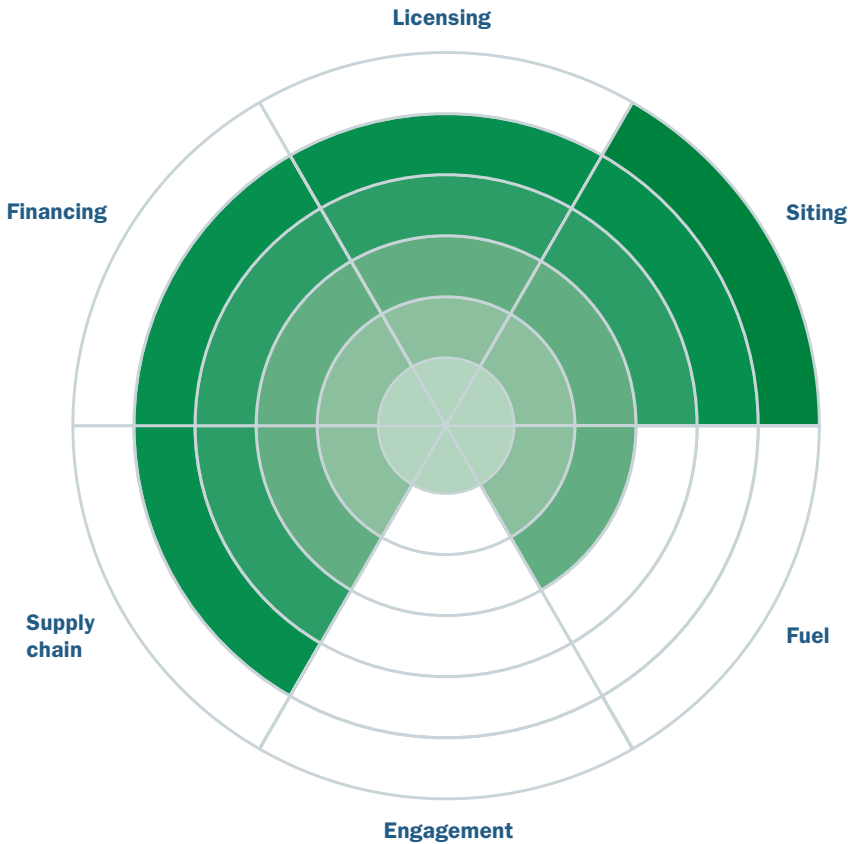 Licensing
Financing
Siting
Supply
chain
Fuel
Engagement